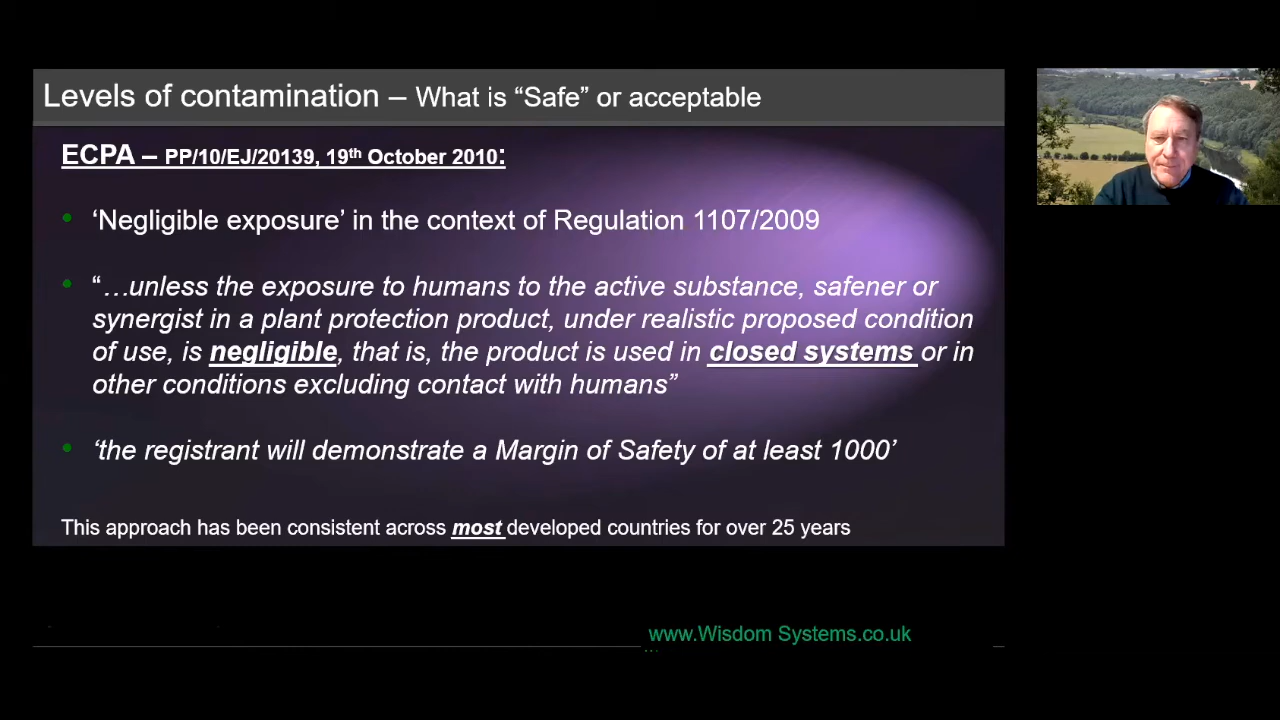 Levels of contamination – What is “Safe” or acceptable
ECPA – PP/10/EJ/20139, 19th October 2010:
‘Negligible exposure’ in the context of Regulation 1107/2009
“…unless the exposure to humans to the active substance, safener or
synergist in a plant protection product, under realistic proposed condition
of use, is negligible, that is, the product is used in closed systems or in
other conditions excluding contact with humans”
‘the registrant will demonstrate a Margin of Safety of at least 1000’
This approach has been consistent across most developed countries for over 25 years
www.Wisdom Systems.co.uk